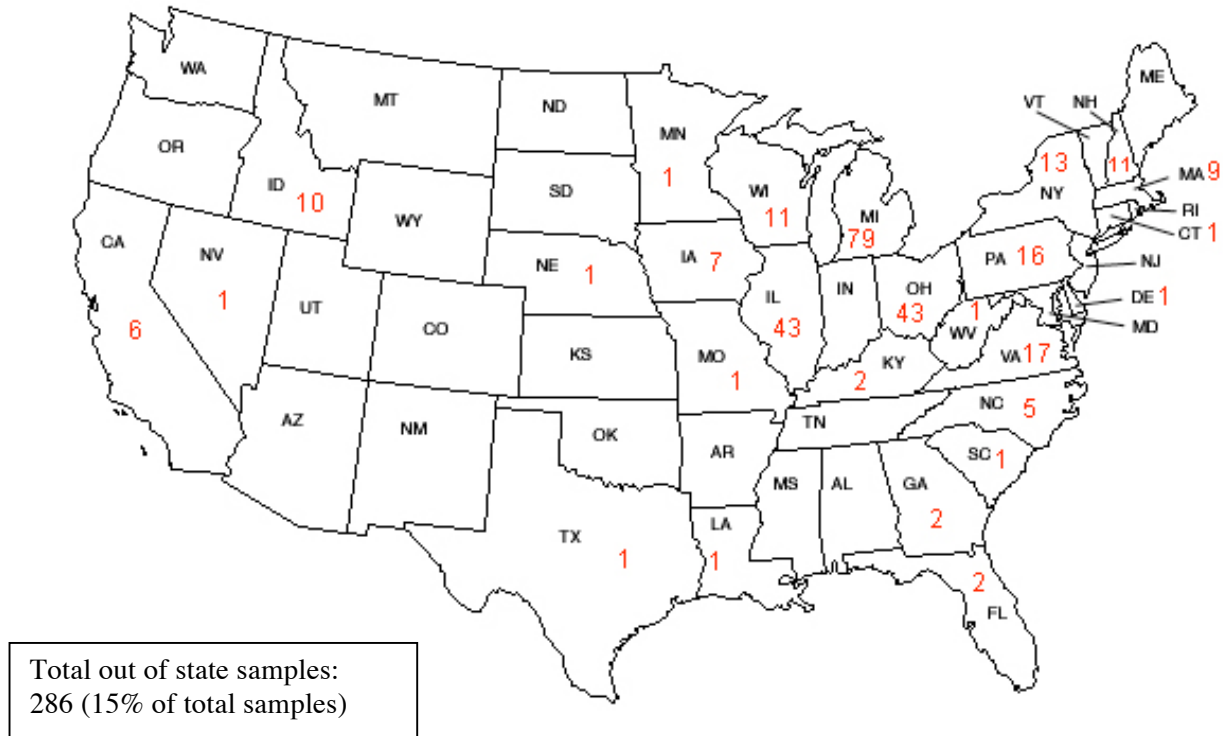 WA
MT
ND
MN
1
ME
VT
NH
OR
ID
10
SD
WI
11
MI
79
13
NY
11
MA 9
RI
CT 1
WY
CA
6
NV
1
NE 1
IA 7
PA 16
NJ
UT
CO
IL
43
IN
OH
43
1
WV
DE 1
MD
KS
MO
1
KY
2
VA 17
AZ
NM
OK
AR
TN
NC 5
SC 1
MS
AL
GA
2
TX
1
LA
1
2
FL
Total out of state samples:
286 (15% of total samples)